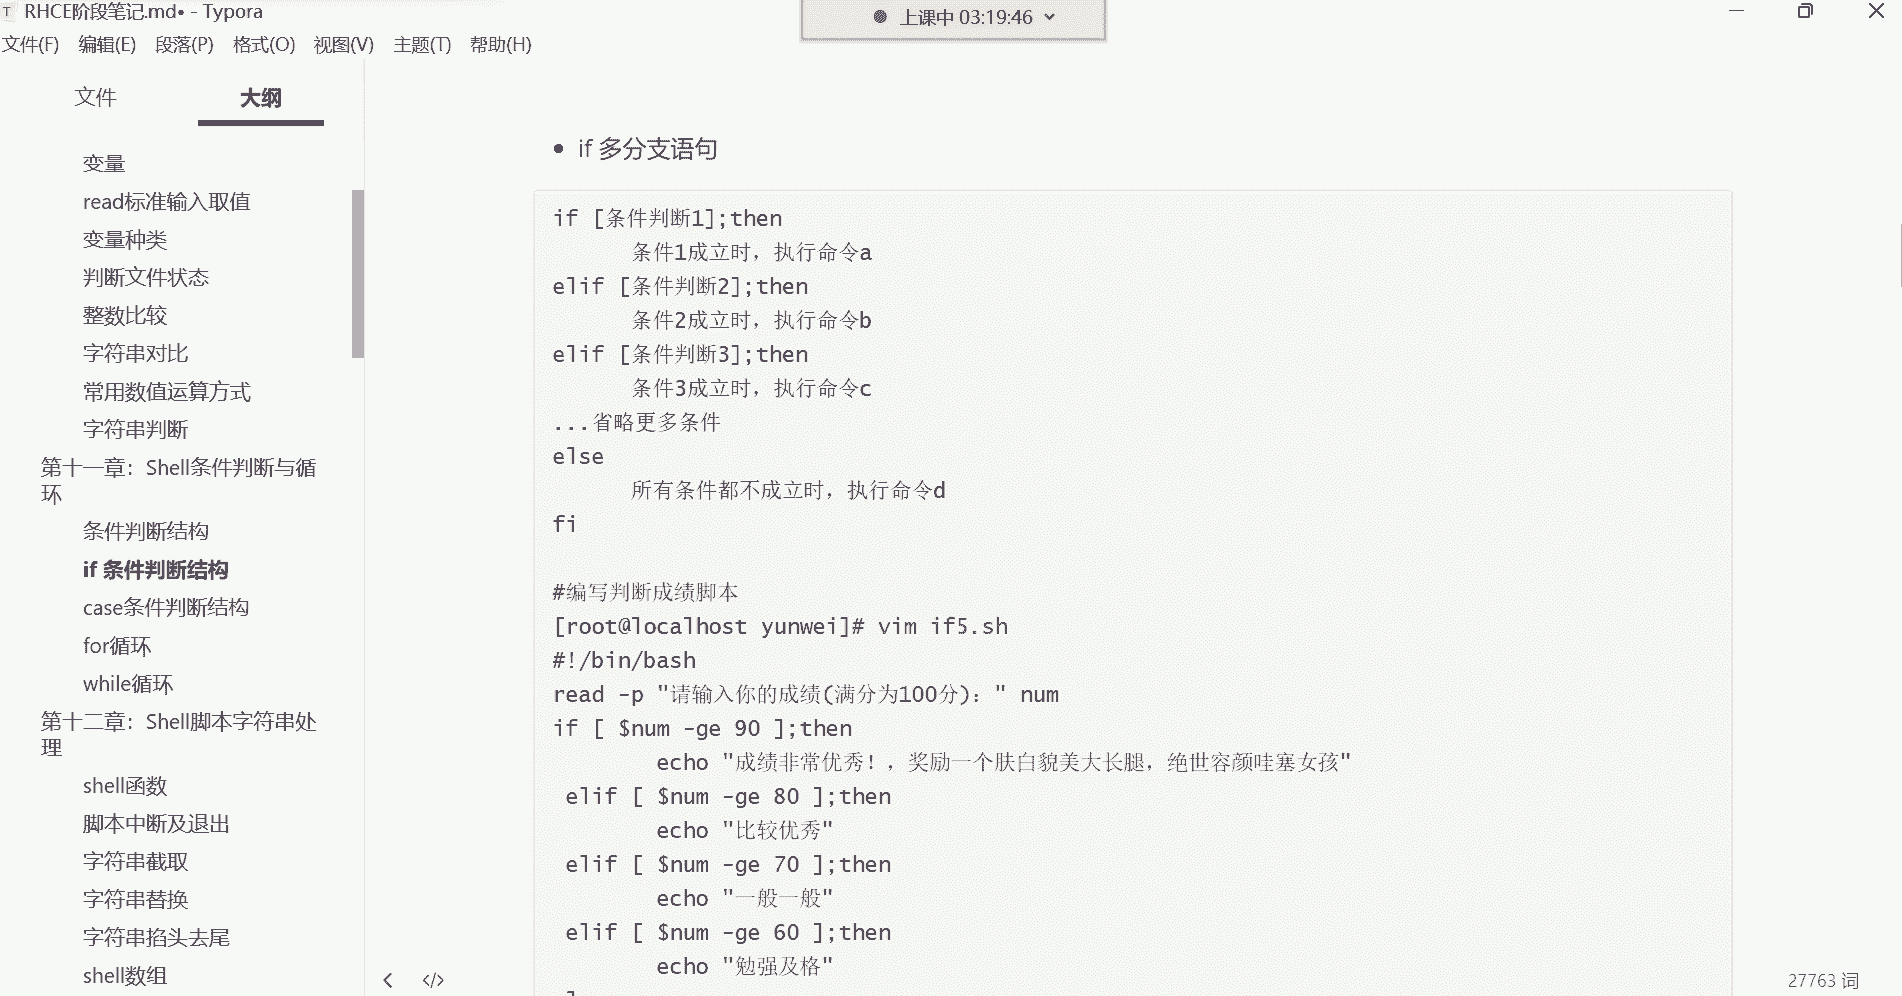 RHCE阶段笔记.md• - Typora
上课中 03:19:46
文件(F) 编辑(E) 段落(P) 格式(O) 视图(V) 主题(T) 帮助(H)
文件 大纲
变量
read标准输入取值
变量种类
判断文件状态
整数比较
字符串对比
常用数值运算方式
字符串判断
第十一章：Shell条件判断与循
环
条件判断结构
if 条件判断结构
case条件判断结构
for循环
while循环
第十二章：Shell脚本字符串处
理
shell函数
脚本中断及退出
字符串截取
字符串替换
字符串掐头去尾
shell数组
• if 多分支语句
if [条件判断1];then
条件1成立时，执行命令a
elif [条件判断2];then
条件2成立时，执行命令b
elif [条件判断3];then
条件3成立时，执行命令c
...省略更多条件
else
所有条件都不成立时，执行命令d
fi
#编写判断成绩脚本
[root@localhost yunwei]# vim if5.sh
#!/bin/bash
read -p "请输入你的成绩(满分为100分)：" num
if [ $num -ge 90 ];then
echo "成绩非常优秀！，奖励一个肤白貌美大长腿，绝世容颜哇塞女孩"
elif [ $num -ge 80 ];then
echo "比较优秀"
elif [ $num -ge 70 ];then
echo "一般一般"
elif [ $num -ge 60 ];then
echo "勉强及格"
27763 词